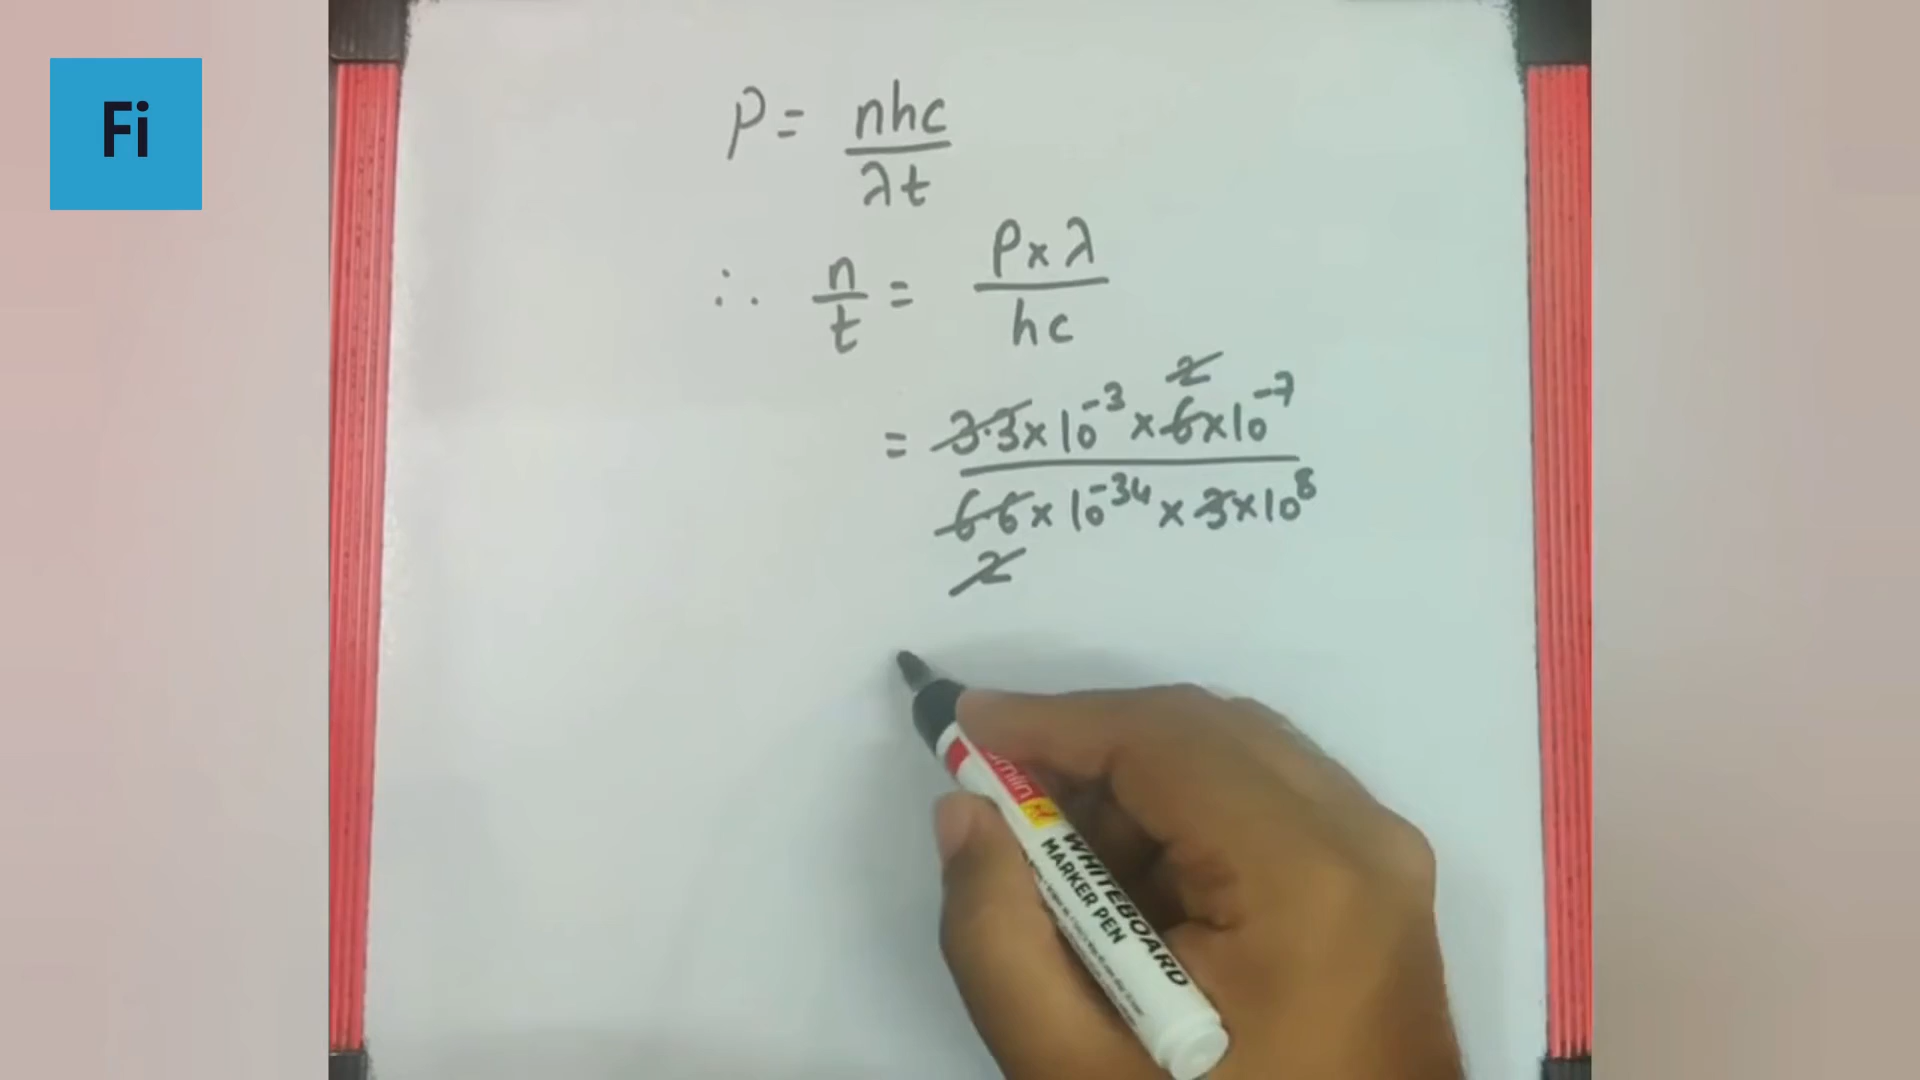 Fi
P = nhc / λt
∴ n/t = P × λ / hc
2
= 3.3 × 10⁻³ × 6 × 10⁻⁷
6.6 × 10⁻³⁴ × 3 × 10⁸
2
WHITEBOARD
MARKER PEN